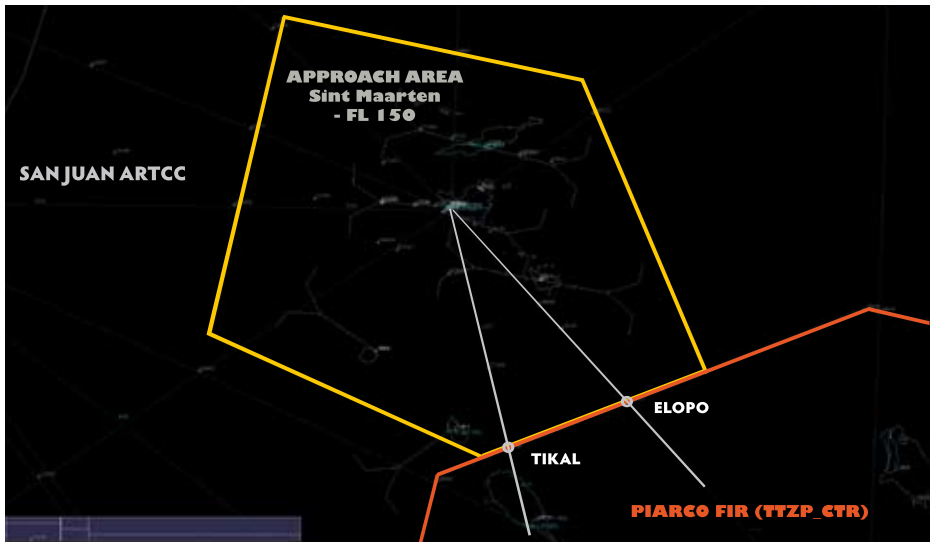 APPROACH AREA
Sint Maarten
- FL 150
SAN JUAN ARTCC
ELOPO
TIKAL
PIARCO FIR (TTZP_CTR)